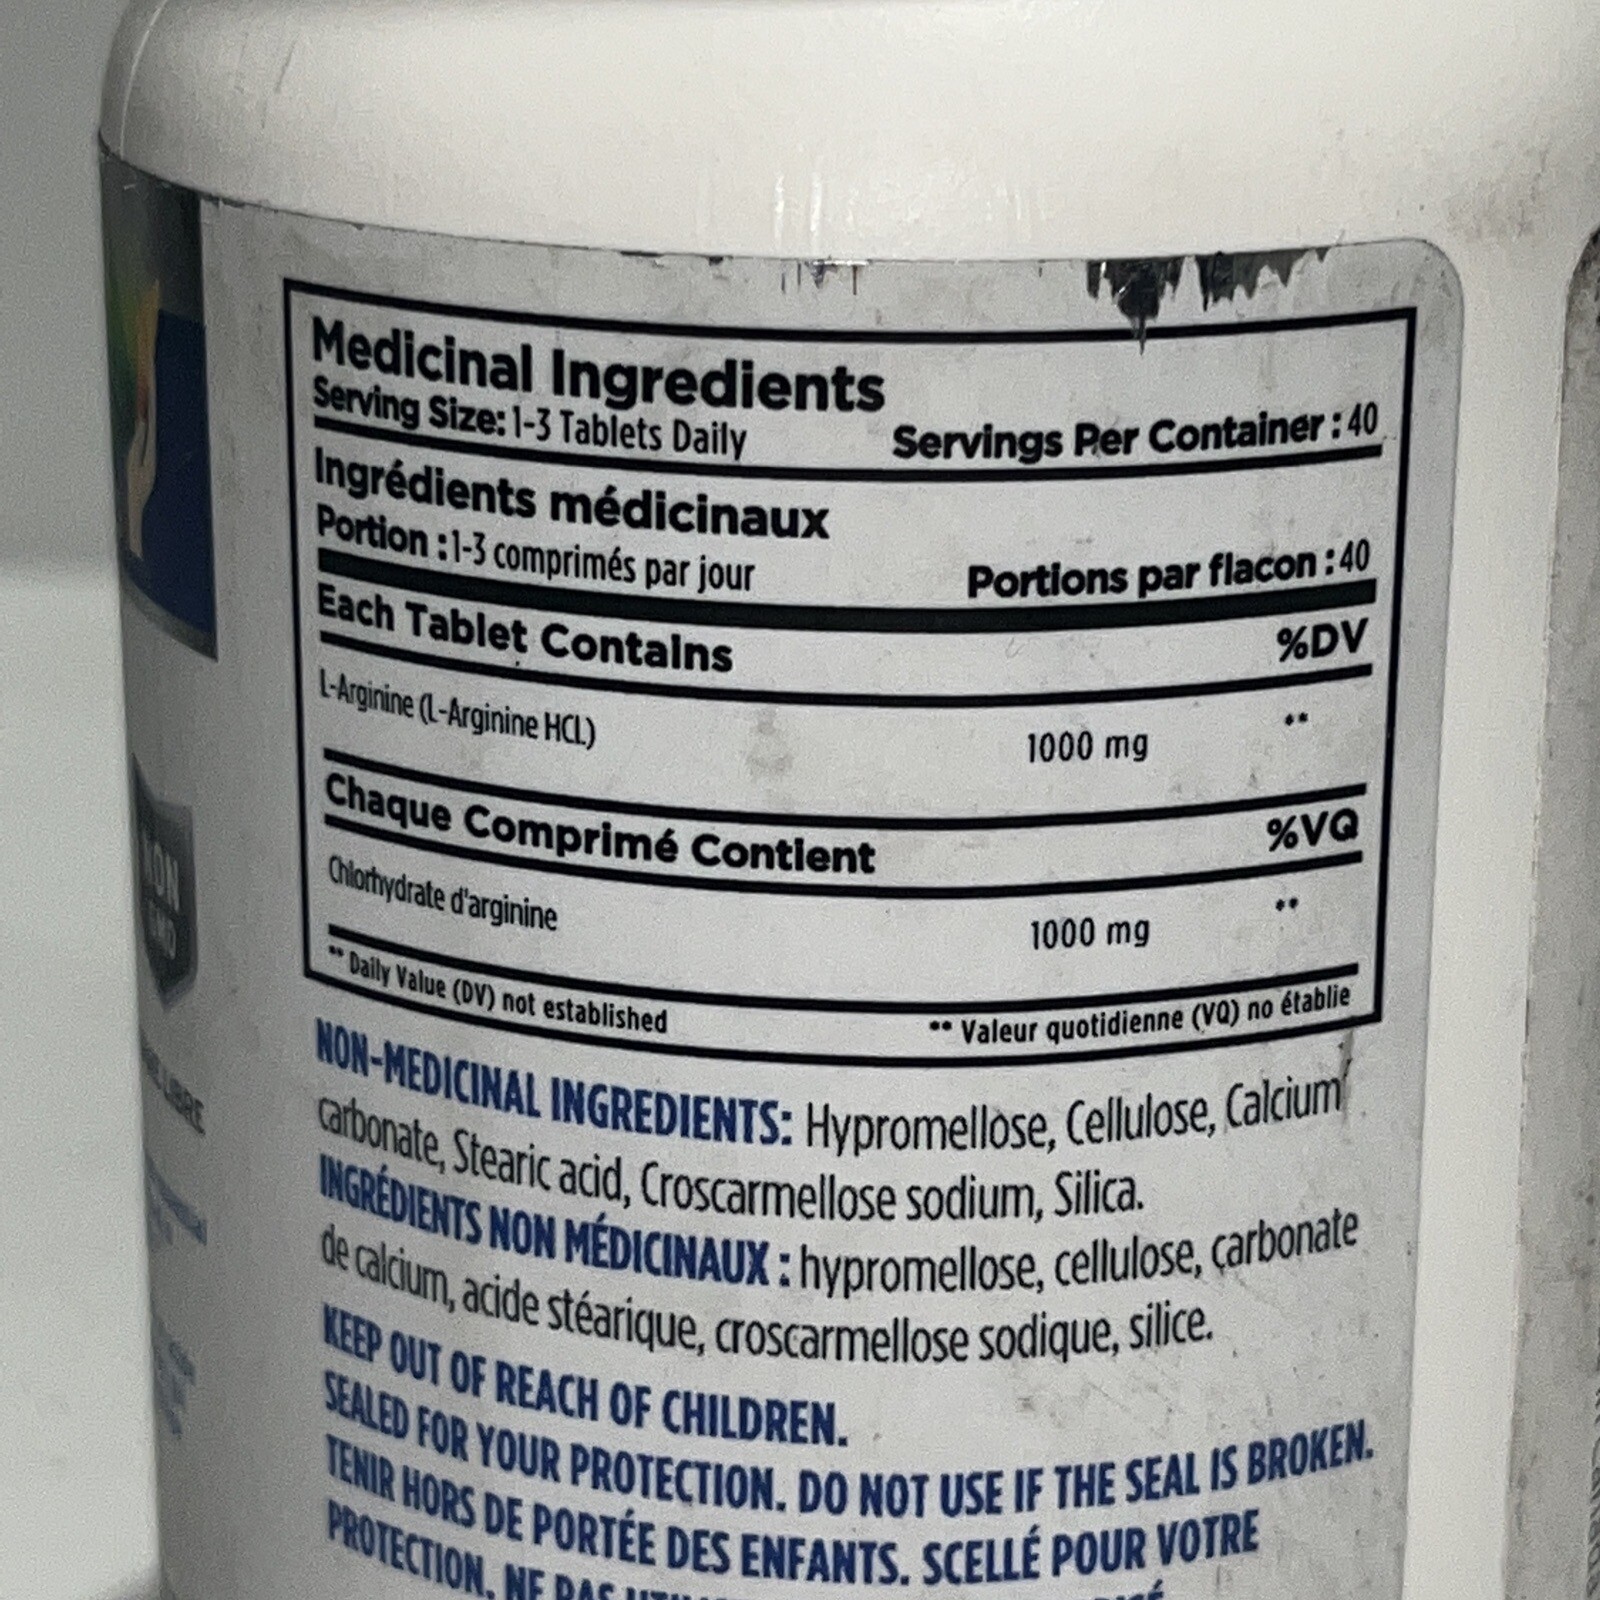 Medicinal Ingredients
Serving Size: 1-3 Tablets Daily Servings Per Container : 40
Ingrédients médicinaux
Portion : 1-3 comprimés par jour Portions par flacon : 40
Each Tablet Contains %DV
L-Arginine (L-Arginine HCL) 1000 mg **
Chaque Comprimé Contient %VQ
Chlorhydrate d'arginine 1000 mg **
** Daily Value (DV) not established ** Valeur quotidienne (VQ) no établie
NON-MEDICINAL INGREDIENTS: Hypromellose, Cellulose, Calcium
carbonate, Stearic acid, Croscarmellose sodium, Silica.
INGRÉDIENTS NON MÉDICINAUX : hypromellose, cellulose, carbonate
de calcium, acide stéarique, croscarmellose sodique, silice.
KEEP OUT OF REACH OF CHILDREN.
SEALED FOR YOUR PROTECTION. DO NOT USE IF THE SEAL IS BROKEN.
TENIR HORS DE PORTÉE DES ENFANTS. SCELLÉ POUR VOTRE
PROTECTION. NE PAS
NON